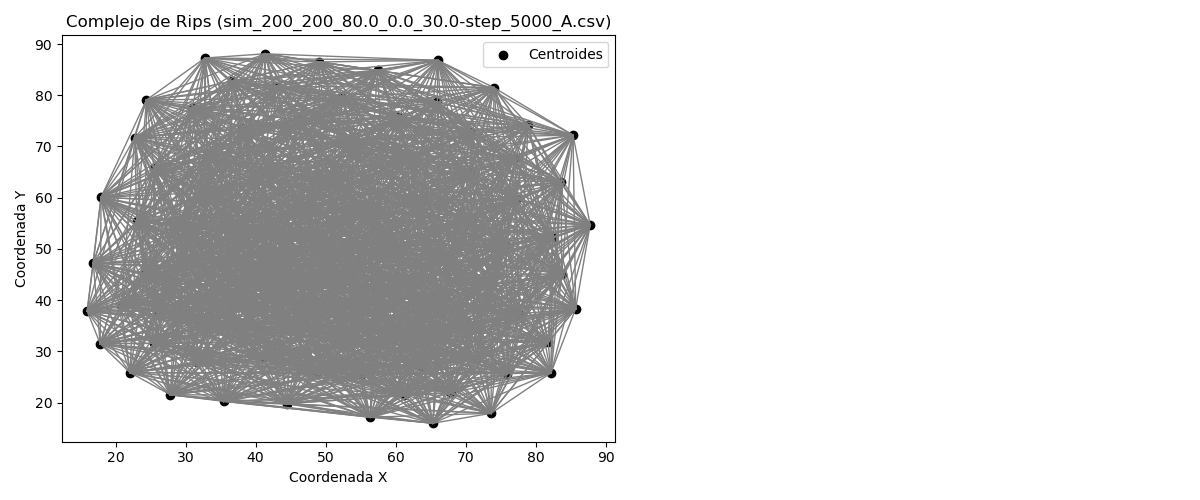 Complejo de Rips (sim_200_200_80.0_0.0_30.0-step_5000_A.csv)
Centroides
90
80
70
60
50
40
30
20
Coordenada Y
20 30 40 50 60 70 80 90
Coordenada X